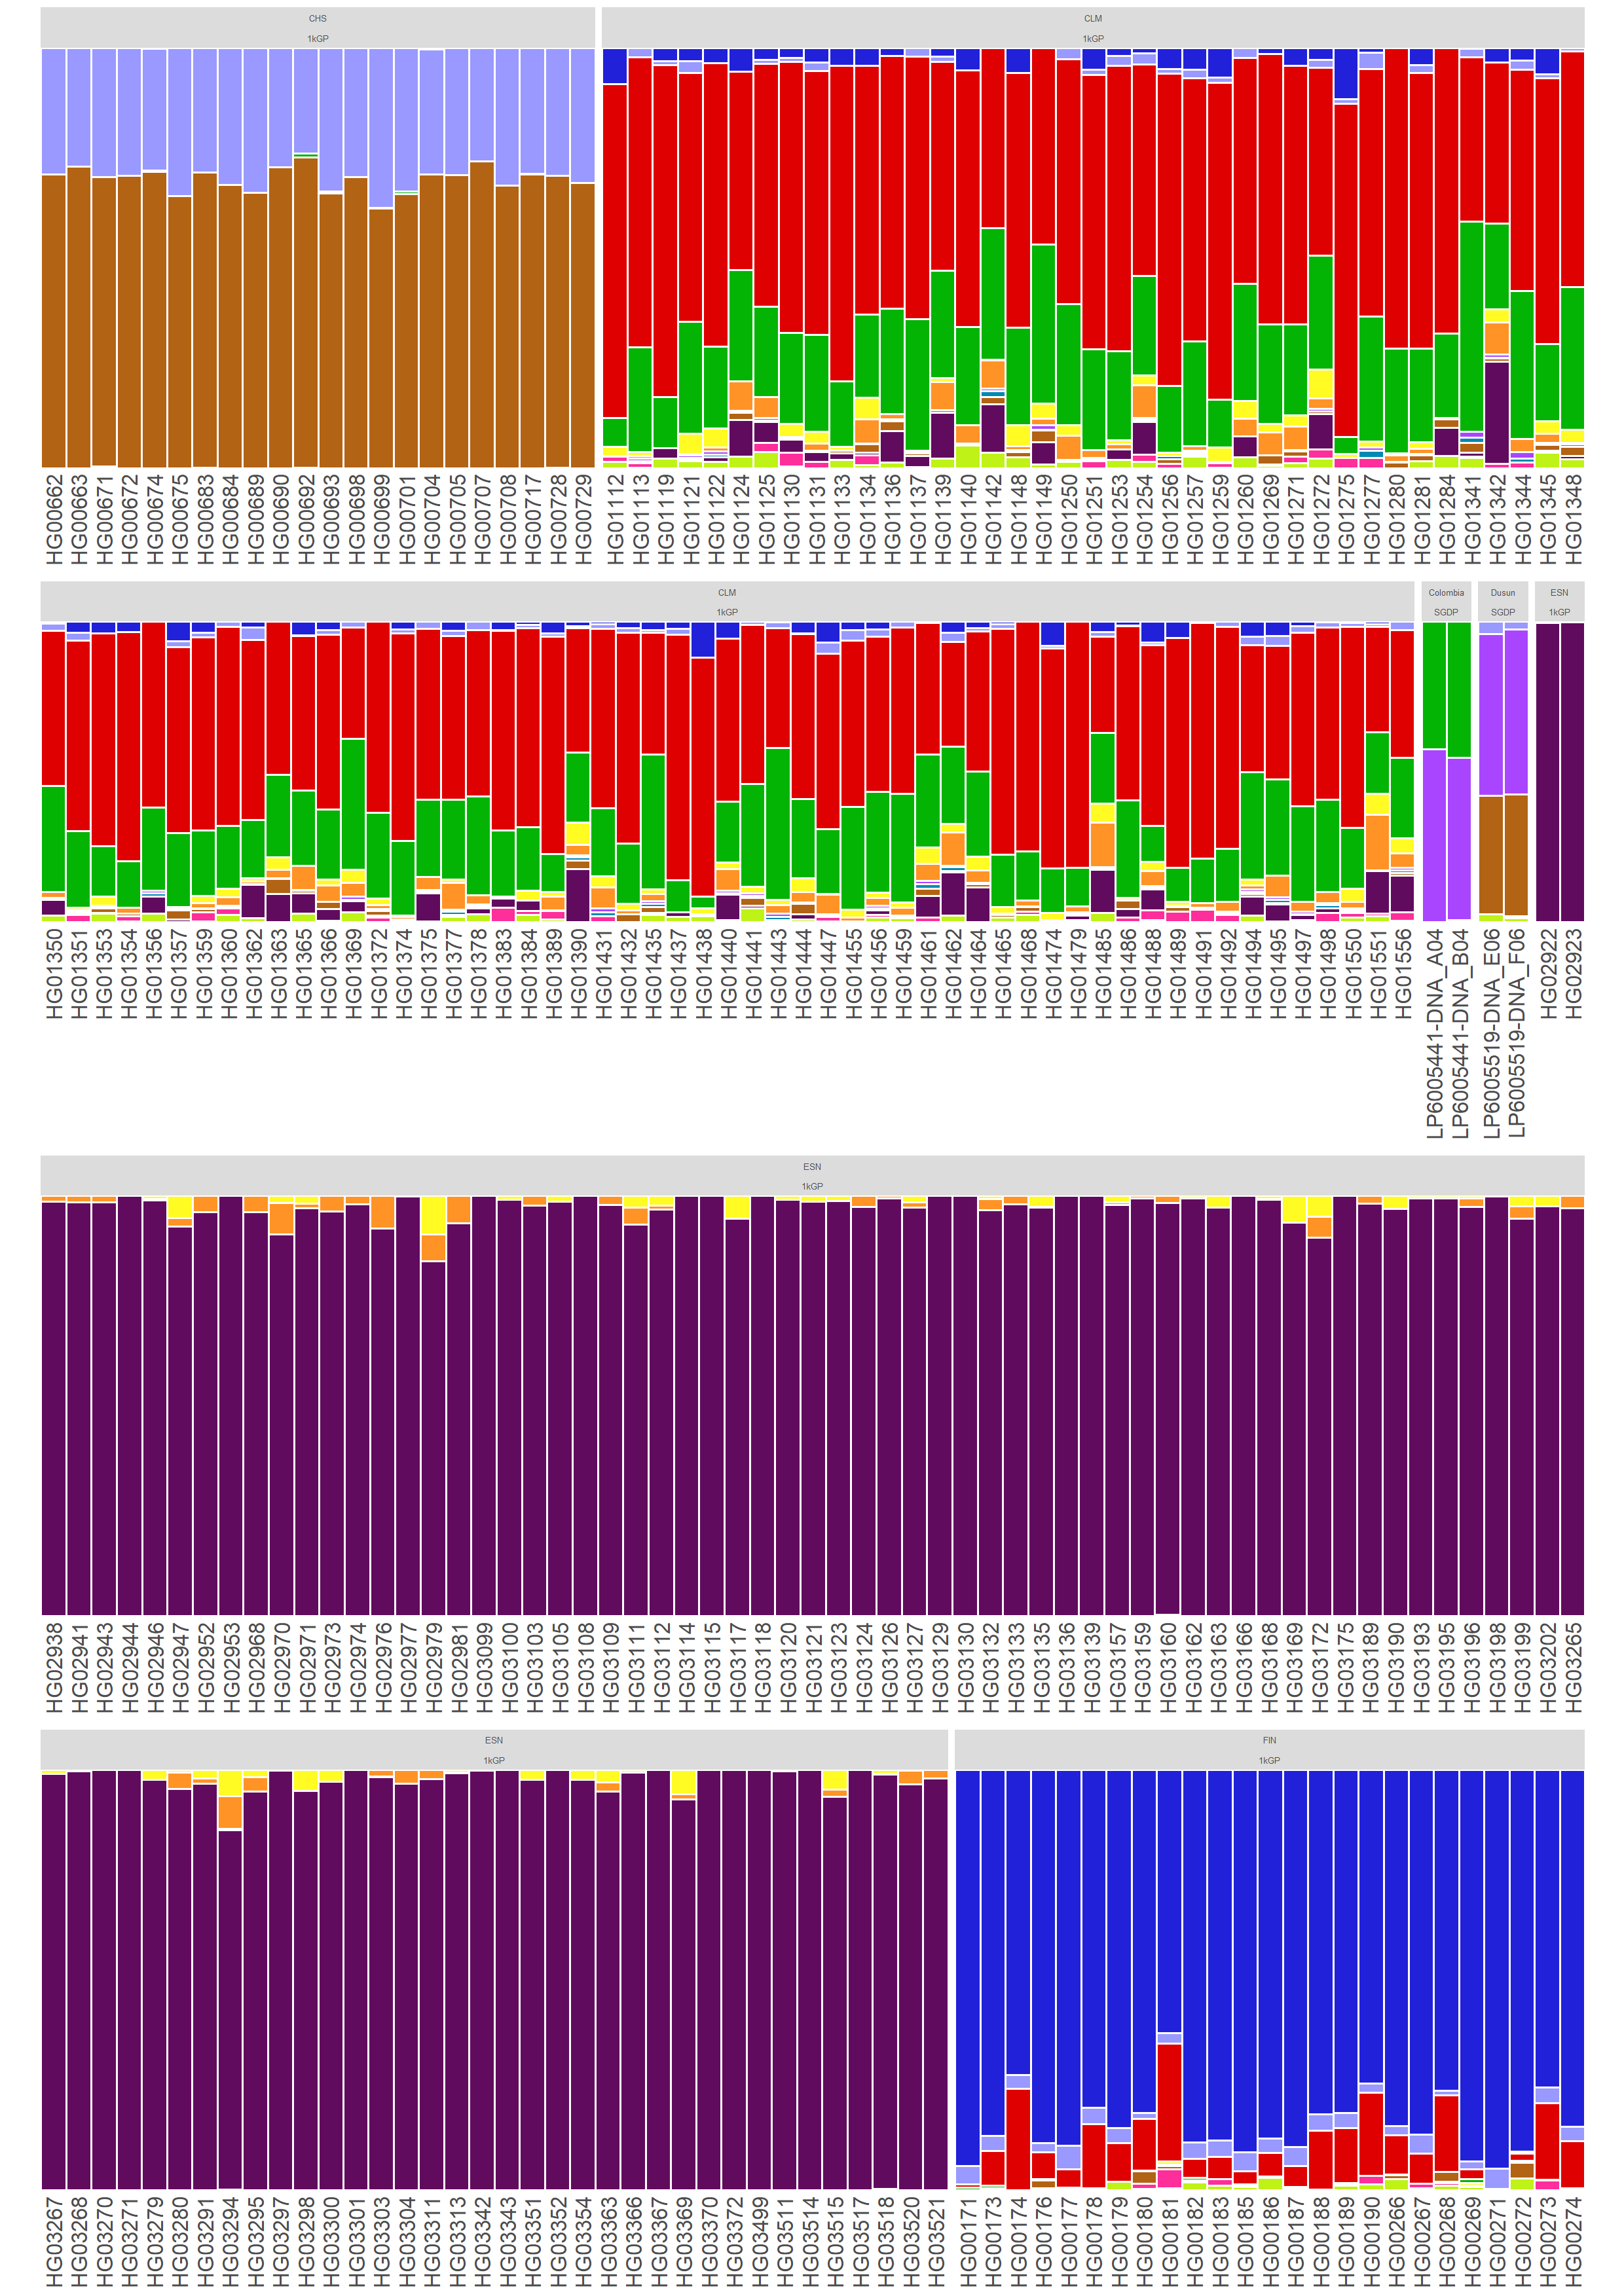 CHS
1kGP
CLM
1kGP
HG00662
HG00663
HG00671
HG00672
HG00674
HG00675
HG00683
HG00684
HG00689
HG00690
HG00692
HG00693
HG00698
HG00699
HG00701
HG00704
HG00705
HG00707
HG00708
HG00717
HG00728
HG00729
HG01112
HG01113
HG01119
HG01121
HG01122
HG01124
HG01125
HG01130
HG01131
HG01133
HG01134
HG01136
HG01137
HG01139
HG01140
HG01142
HG01148
HG01149
HG01250
HG01251
HG01253
HG01254
HG01256
HG01257
HG01259
HG01260
HG01269
HG01271
HG01272
HG01275
HG01277
HG01280
HG01281
HG01284
HG01341
HG01342
HG01344
HG01345
HG01348
CLM
1kGP
Colombia
SGDP
Dusun
SGDP
ESN
1kGP
HG01350
HG01351
HG01353
HG01354
HG01356
HG01357
HG01359
HG01360
HG01362
HG01363
HG01365
HG01366
HG01369
HG01372
HG01374
HG01375
HG01377
HG01378
HG01383
HG01384
HG01389
HG01390
HG01431
HG01432
HG01435
HG01437
HG01438
HG01440
HG01441
HG01443
HG01444
HG01447
HG01455
HG01456
HG01459
HG01461
HG01462
HG01464
HG01465
HG01468
HG01474
HG01479
HG01485
HG01486
HG01488
HG01489
HG01491
HG01492
HG01494
HG01495
HG01497
HG01498
HG01550
HG01551
HG01556
LP6005441-DNA_A04
LP6005441-DNA_B04
LP6005519-DNA_E06
LP6005519-DNA_F06
HG02922
HG02923
ESN
1kGP
HG02938
HG02941
HG02943
HG02944
HG02946
HG02947
HG02952
HG02953
HG02968
HG02970
HG02971
HG02973
HG02974
HG02976
HG02977
HG02979
HG02981
HG03099
HG03100
HG03103
HG03105
HG03108
HG03109
HG03111
HG03112
HG03114
HG03115
HG03117
HG03118
HG03120
HG03121
HG03123
HG03124
HG03126
HG03127
HG03129
HG03130
HG03132
HG03133
HG03135
HG03136
HG03139
HG03157
HG03159
HG03160
HG03162
HG03163
HG03166
HG03168
HG03169
HG03172
HG03175
HG03189
HG03190
HG03193
HG03195
HG03196
HG03198
HG03199
HG03202
HG03265
ESN
1kGP
FIN
1kGP
HG03267
HG03268
HG03270
HG03271
HG03279
HG03280
HG03291
HG03294
HG03295
HG03297
HG03298
HG03300
HG03301
HG03303
HG03304
HG03311
HG03313
HG03342
HG03343
HG03351
HG03352
HG03354
HG03363
HG03366
HG03367
HG03369
HG03370
HG03372
HG03499
HG03511
HG03514
HG03515
HG03517
HG03518
HG03520
HG03521
HG00171
HG00173
HG00174
HG00176
HG00177
HG00178
HG00179
HG00180
HG00181
HG00182
HG00183
HG00185
HG00186
HG00187
HG00188
HG00189
HG00190
HG00266
HG00267
HG00268
HG00269
HG00271
HG00272
HG00273
HG00274